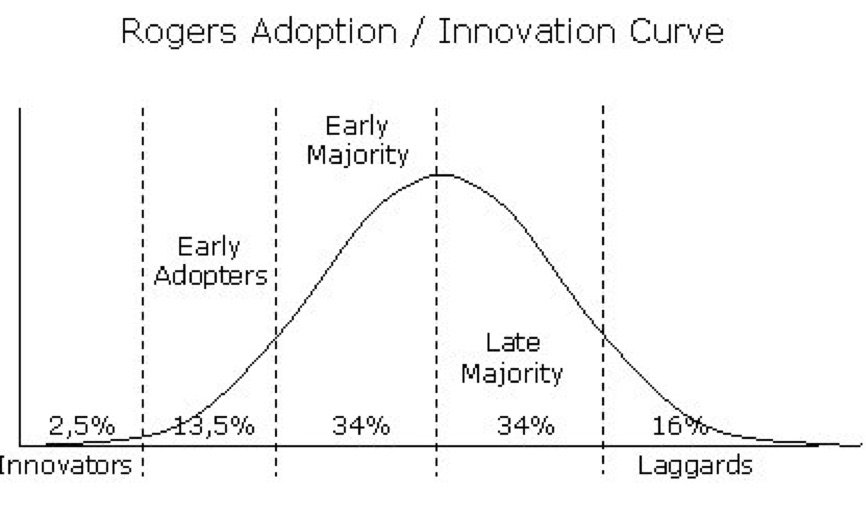 Rogers Adoption / Innovation Curve
Early
Majority
Early
Adopters
Late
Majority
2,5%
13,5%
34%
34%
16%
Innovators
Laggards